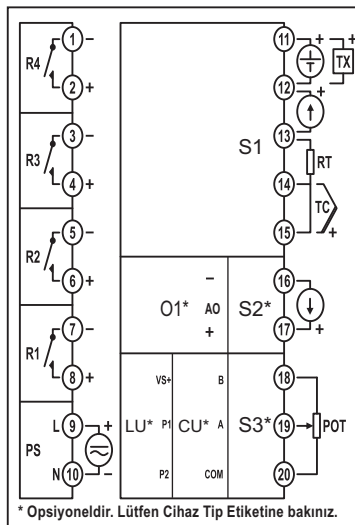 1 − 11 + +
R4 TX
2 + 12
3 − 13
S1
R3 RT
4 + 14
TC
5 − 15 +
R2
6 + − 16
O1* AO S2*
7 − + 17 +
R1
8 + VS+ B 18
L 9 + LU* P1 CU* A S3* 19 POT
PS
N 10 − P2 COM 20
* Opsiyoneldir. Lütfen Cihaz Tip Etiketine bakınız.